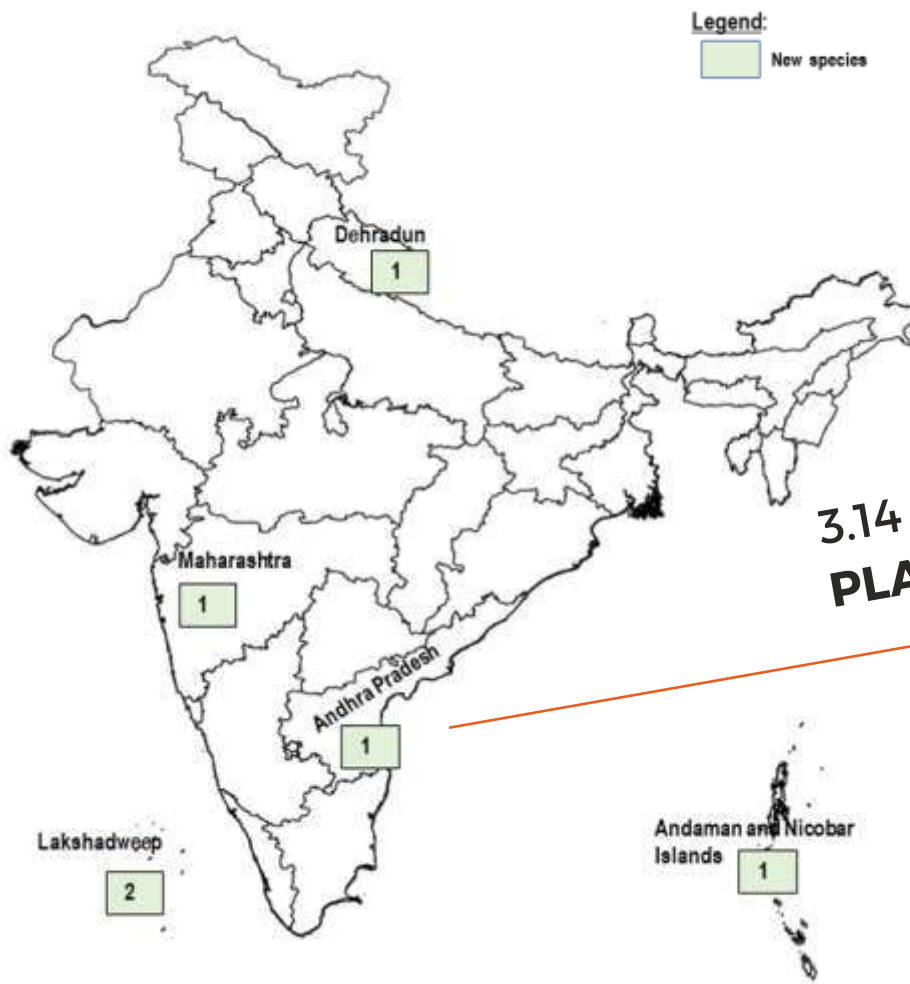 Legend:
New species
Dehradun
1
3.14
PLA
Maharashtra
1
Andhra Pradesh
1
Lakshadweep
2
Andaman and Nicobar
Islands
1